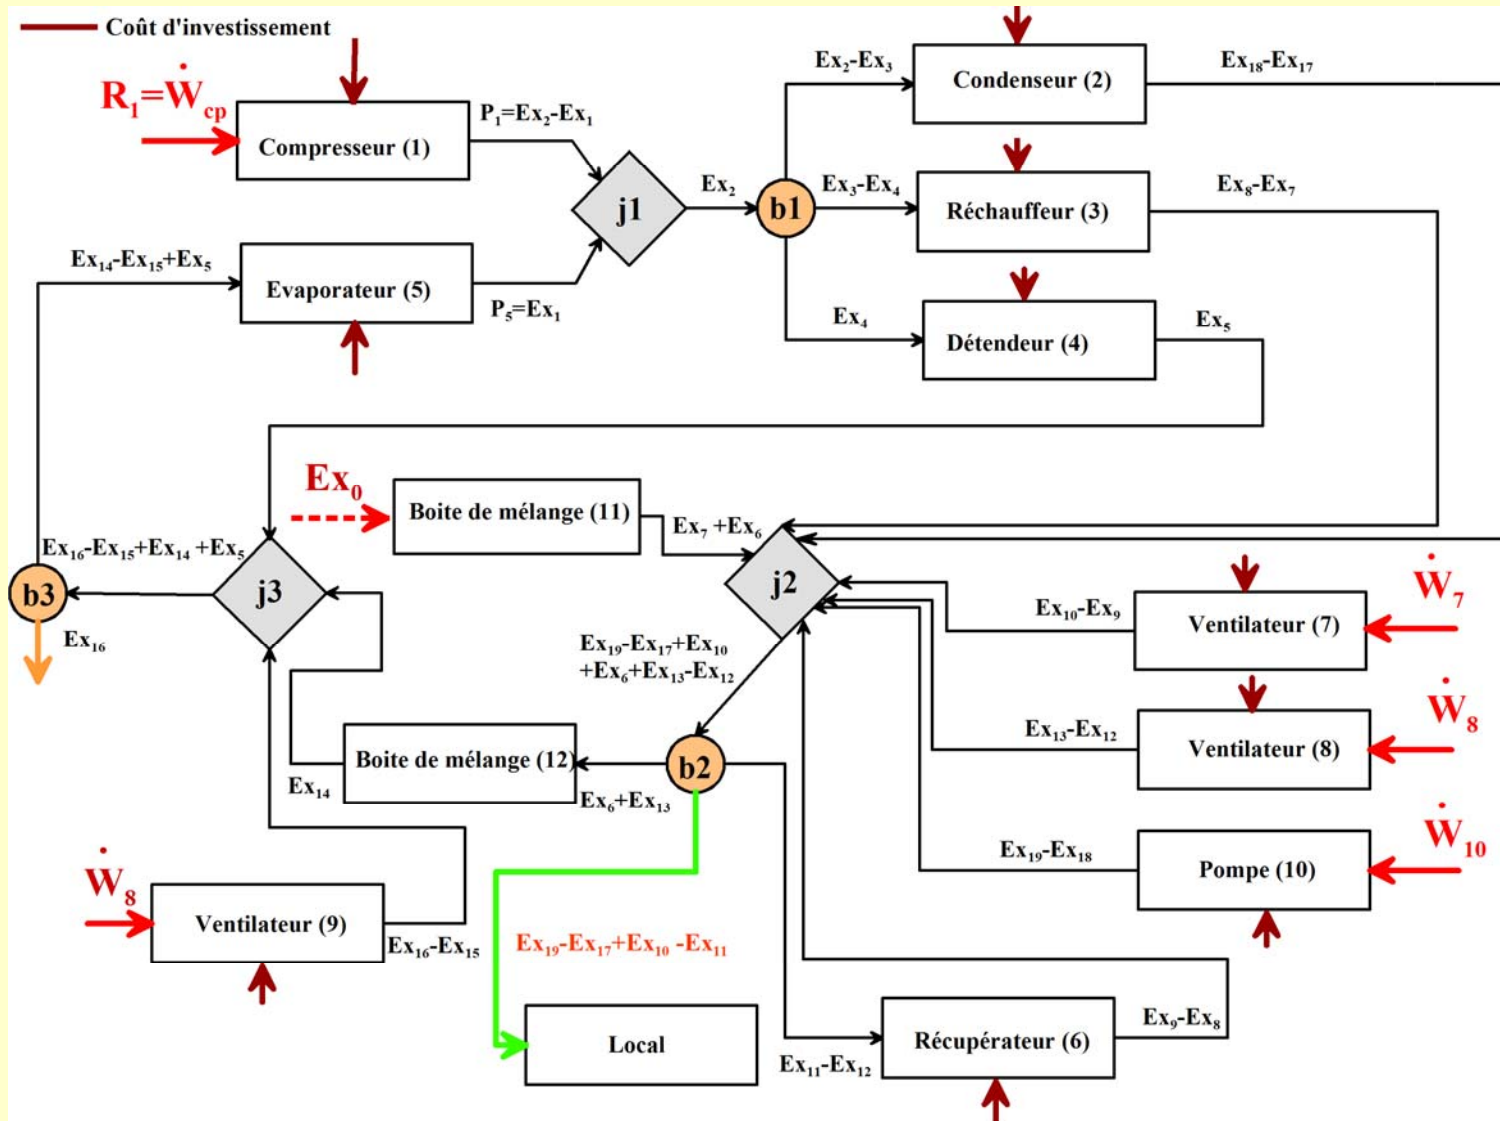 Coût d'investissement
R₁=Ẇcp
Compresseur (1)
P₁=Ex₂-Ex₁
j1
Ex₂
b1
Ex₂-Ex₃
Condenseur (2)
Ex₁₈-Ex₁₇
Ex₃-Ex₄
Réchauffeur (3)
Ex₈-Ex₇
Ex₁₄-Ex₁₅+Ex₅
Evaporateur (5)
P₅=Ex₁
Ex₄
Détendeur (4)
Ex₅
Ex₀
Boite de mélange (11)
Ex₇ +Ex₆
Ex₁₆-Ex₁₅+Ex₁₄ +Ex₅
b3
j3
j2
Ex₁₆
Ex₁₀-Ex₉
Ventilateur (7)
Ẇ₇
Ex₁₉-Ex₁₇+Ex₁₀
+Ex₆+Ex₁₃-Ex₁₂
Ex₁₃-Ex₁₂
Ventilateur (8)
Ẇ₈
Ex₁₄
Boite de mélange (12)
Ex₆+Ex₁₃
b2
Ex₁₉-Ex₁₈
Pompe (10)
Ẇ₁₀
Ẇ₈
Ventilateur (9)
Ex₁₆-Ex₁₅
Ex₁₉-Ex₁₇+Ex₁₀ -Ex₁₁
Local
Ex₁₁-Ex₁₂
Récupérateur (6)
Ex₉-Ex₈